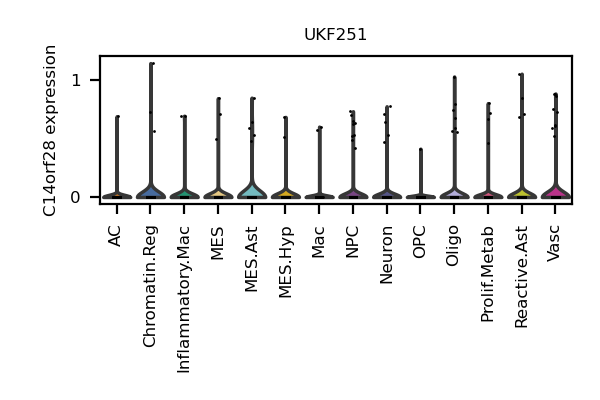 UKF251
C14orf28 expression
1
0
AC
Chromatin.Reg
Inflammatory.Mac
MES
MES.Ast
MES.Hyp
Mac
NPC
Neuron
OPC
Oligo
Prolif.Metab
Reactive.Ast
Vasc